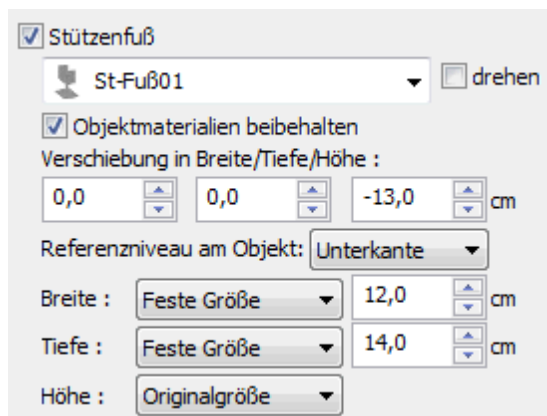 Stützenfuß
St-Fuß01 drehen
Objektmaterialien beibehalten
Verschiebung in Breite/Tiefe/Höhe :
0,0 0,0 -13,0 cm
Referenzniveau am Objekt: Unterkante
Breite : Feste Größe 12,0 cm
Tiefe : Feste Größe 14,0 cm
Höhe : Originalgröße